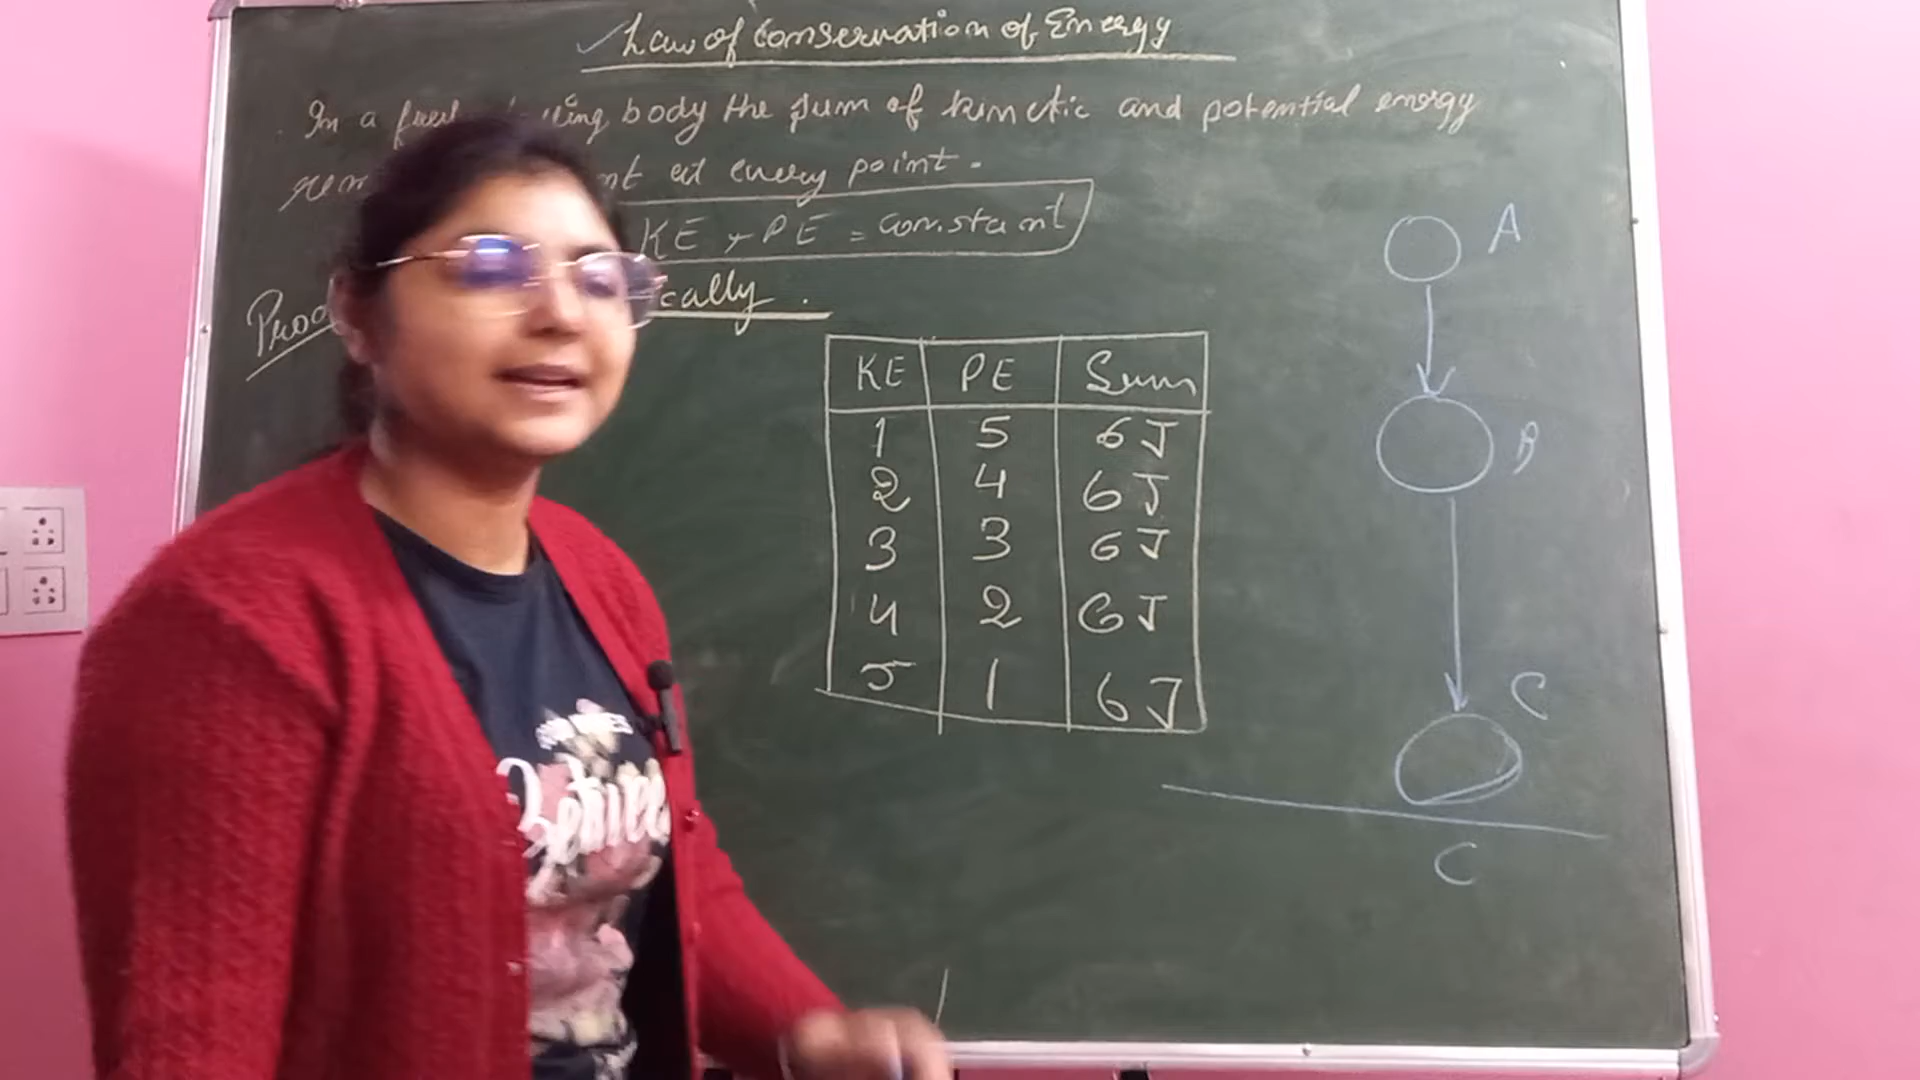 Law of Conservation of Energy
In a body the sum of kinetic and potential energy
at every point.
KE + PE = constant
KE PE Sum
1 5 6 J
2 4 6 J
3 3 6 J
4 2 6 J
5 1 6 J
A
B
C
C